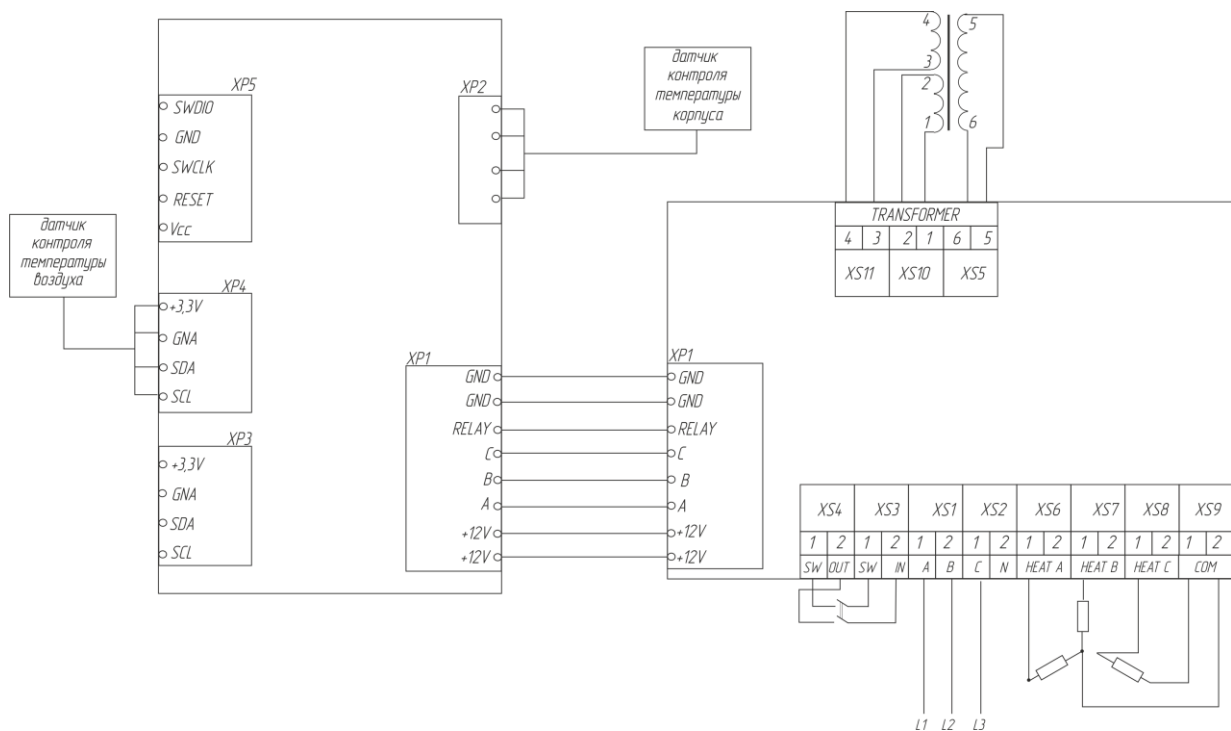 XP5
SWDIO
GND
SWCLK
RESET
Vcc
датчик
контроля
температуры
воздуха
XP4
+3,3V
GNA
SDA
SCL
XP3
+3,3V
GNA
SDA
SCL
XP2
датчик
контроля
температуры
корпуса
XP1
GND
GND
RELAY
C
B
A
+12V
+12V
XP1
GND
GND
RELAY
C
B
A
+12V
+12V
4
3
2
1
5
6
TRANSFORMER
4 3 2 1 6 5
XS11 XS10 XS5
XS4 XS3 XS1 XS2 XS6 XS7 XS8 XS9
1 2 1 2 1 2 1 2 1 2 1 2 1 2 1 2
SW OUT SW IN A B C N HEAT A HEAT B HEAT C COM
L1 L2 L3